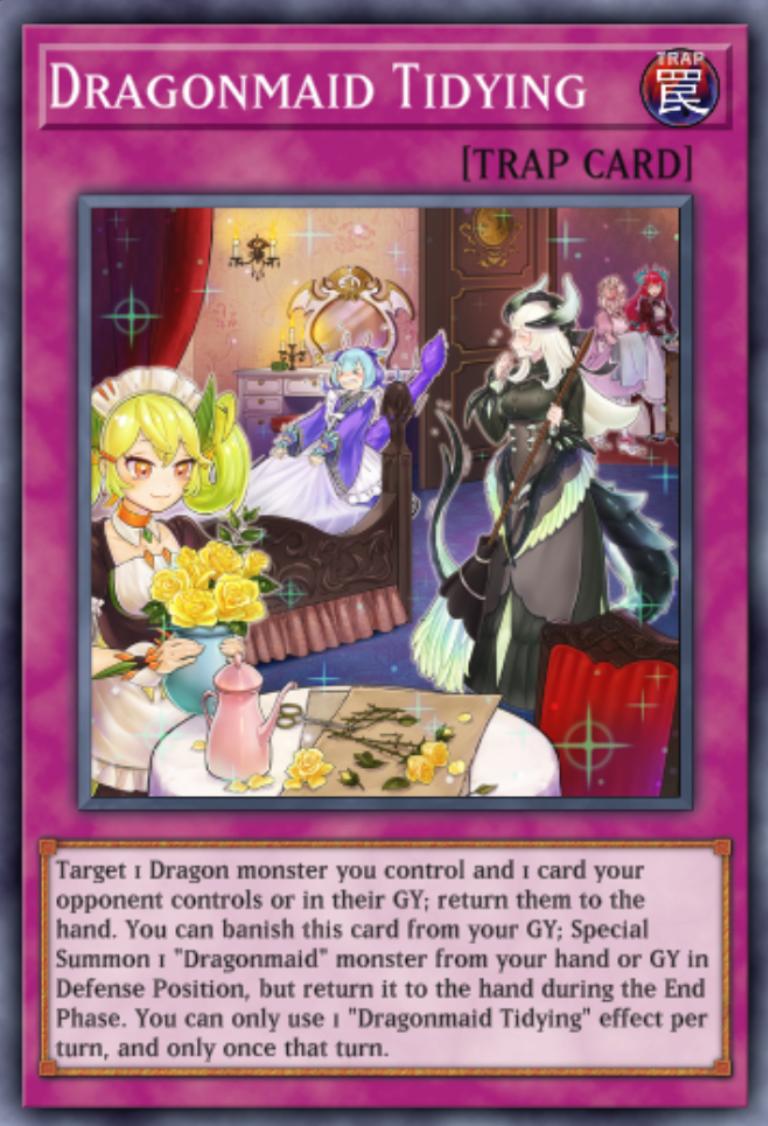 Dragonmaid Tidying
TRAP
罠
[TRAP CARD]
Target 1 Dragon monster you control and 1 card your
opponent controls or in their GY; return them to the
hand. You can banish this card from your GY; Special
Summon 1 "Dragonmaid" monster from your hand or GY in
Defense Position, but return it to the hand during the End
Phase. You can only use 1 "Dragonmaid Tidying" effect per
turn, and only once that turn.